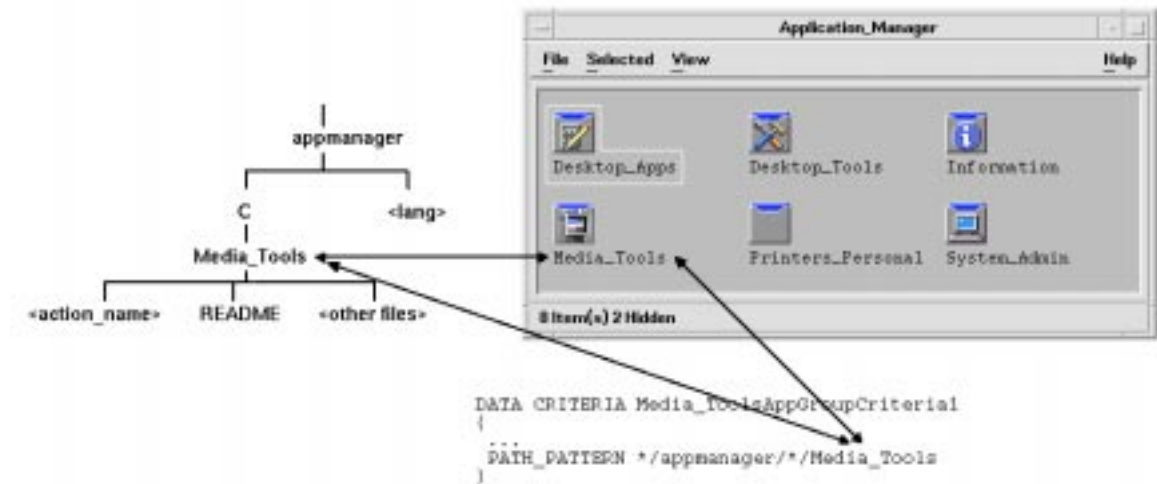 appmanager
C
<lang>
Media_Tools
<action_name> README <other files>
Application_Manager
File Selected View Help
Desktop_Apps Desktop_Tools Information
Media_Tools Printers_Personal System_Admin
8 Item(s) 2 Hidden
DATA CRITERIA Media_ToolsAppGroupCriteria1
{
...
PATH_PATTERN */appmanager/*/Media_Tools
}